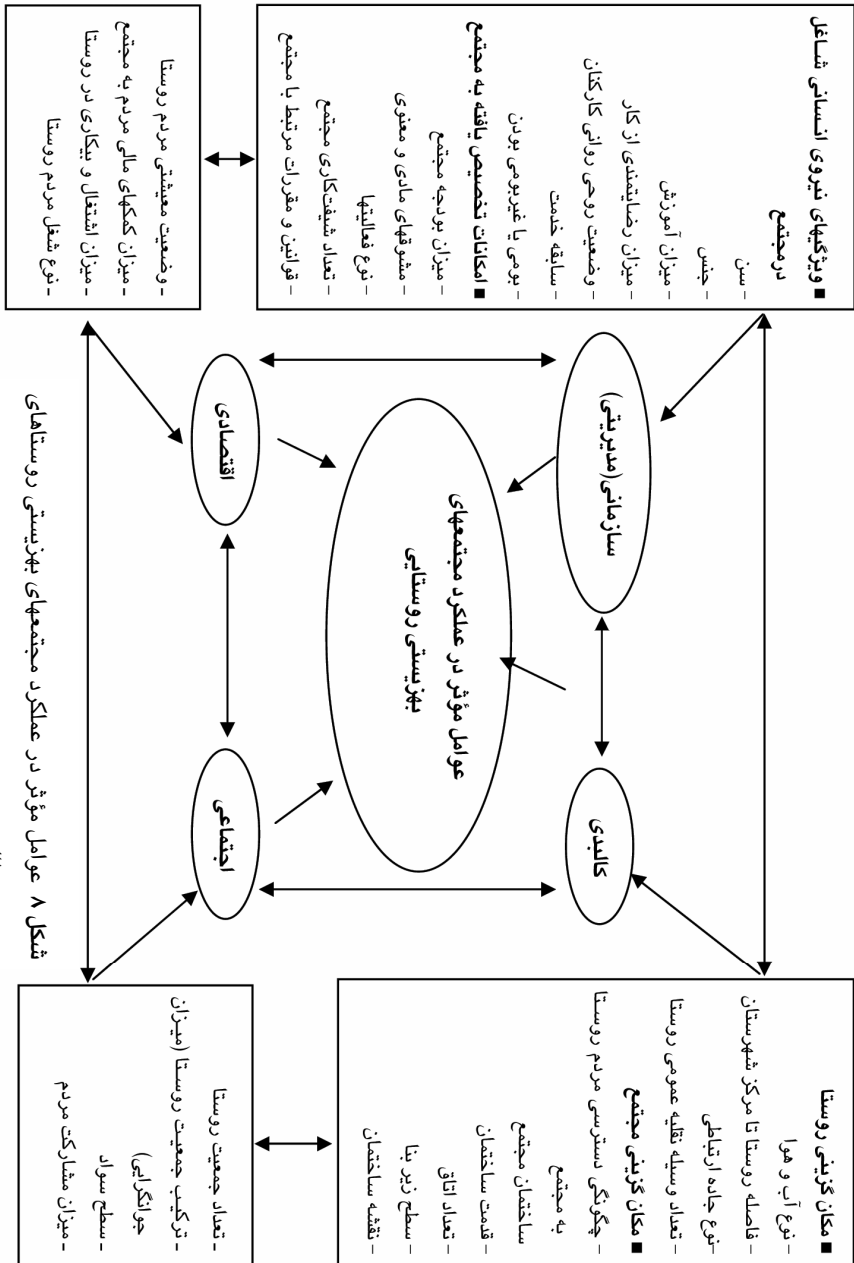 ■ ویژگیهای نیروی انسانی شاغل
در مجتمع
– سن
– جنس
– میزان آموزش
– میزان رضایتمندی از کار
– وضعیت روحی روانی کارکنان
– سابقه خدمت
– بومی یا غیربومی بودن
■ امکانات تخصیص یافته به مجتمع
– میزان بودجه مجتمع
– مشوقهای مادی و معنوی
– نوع فعالیتها
– تعداد شیفت‌کاری مجتمع
– قوانین و مقررات مرتبط با مجتمع
■ مکان گزینی روستا
– نوع آب و هوا
– فاصله روستا تا مرکز شهرستان
–نوع جاده ارتباطی
– تعداد وسیله نقلیه عمومی روستا
■ مکان گزینی مجتمع
– چگونگی دسترسی مردم روستا
به مجتمع
ساختمان مجتمع
– قدمت ساختمان
– تعداد اتاق
– سطح زیر بنا
– نقشه ساختمان
سازمانی(مدیریتی)
کالبدی
عوامل مؤثر در عملکرد مجتمعهای
بهزیستی روستایی
اقتصادی
اجتماعی
ـ وضعیت معیشتی مردم روستا
ـ میزان کمکهای مالی مردم به مجتمع
ـ میزان اشتغال و بیکاری در روستا
ـ نوع شغل مردم روستا
ـ تعداد جمعیت روستا
ـ ترکیب جمعیت روستا (میزان
جوانگرایی)
ـ سطح سواد
ـ میزان مشارکت مردم
شکل ۸ عوامل مؤثر در عملکرد مجتمعهای بهزیستی روستاهای